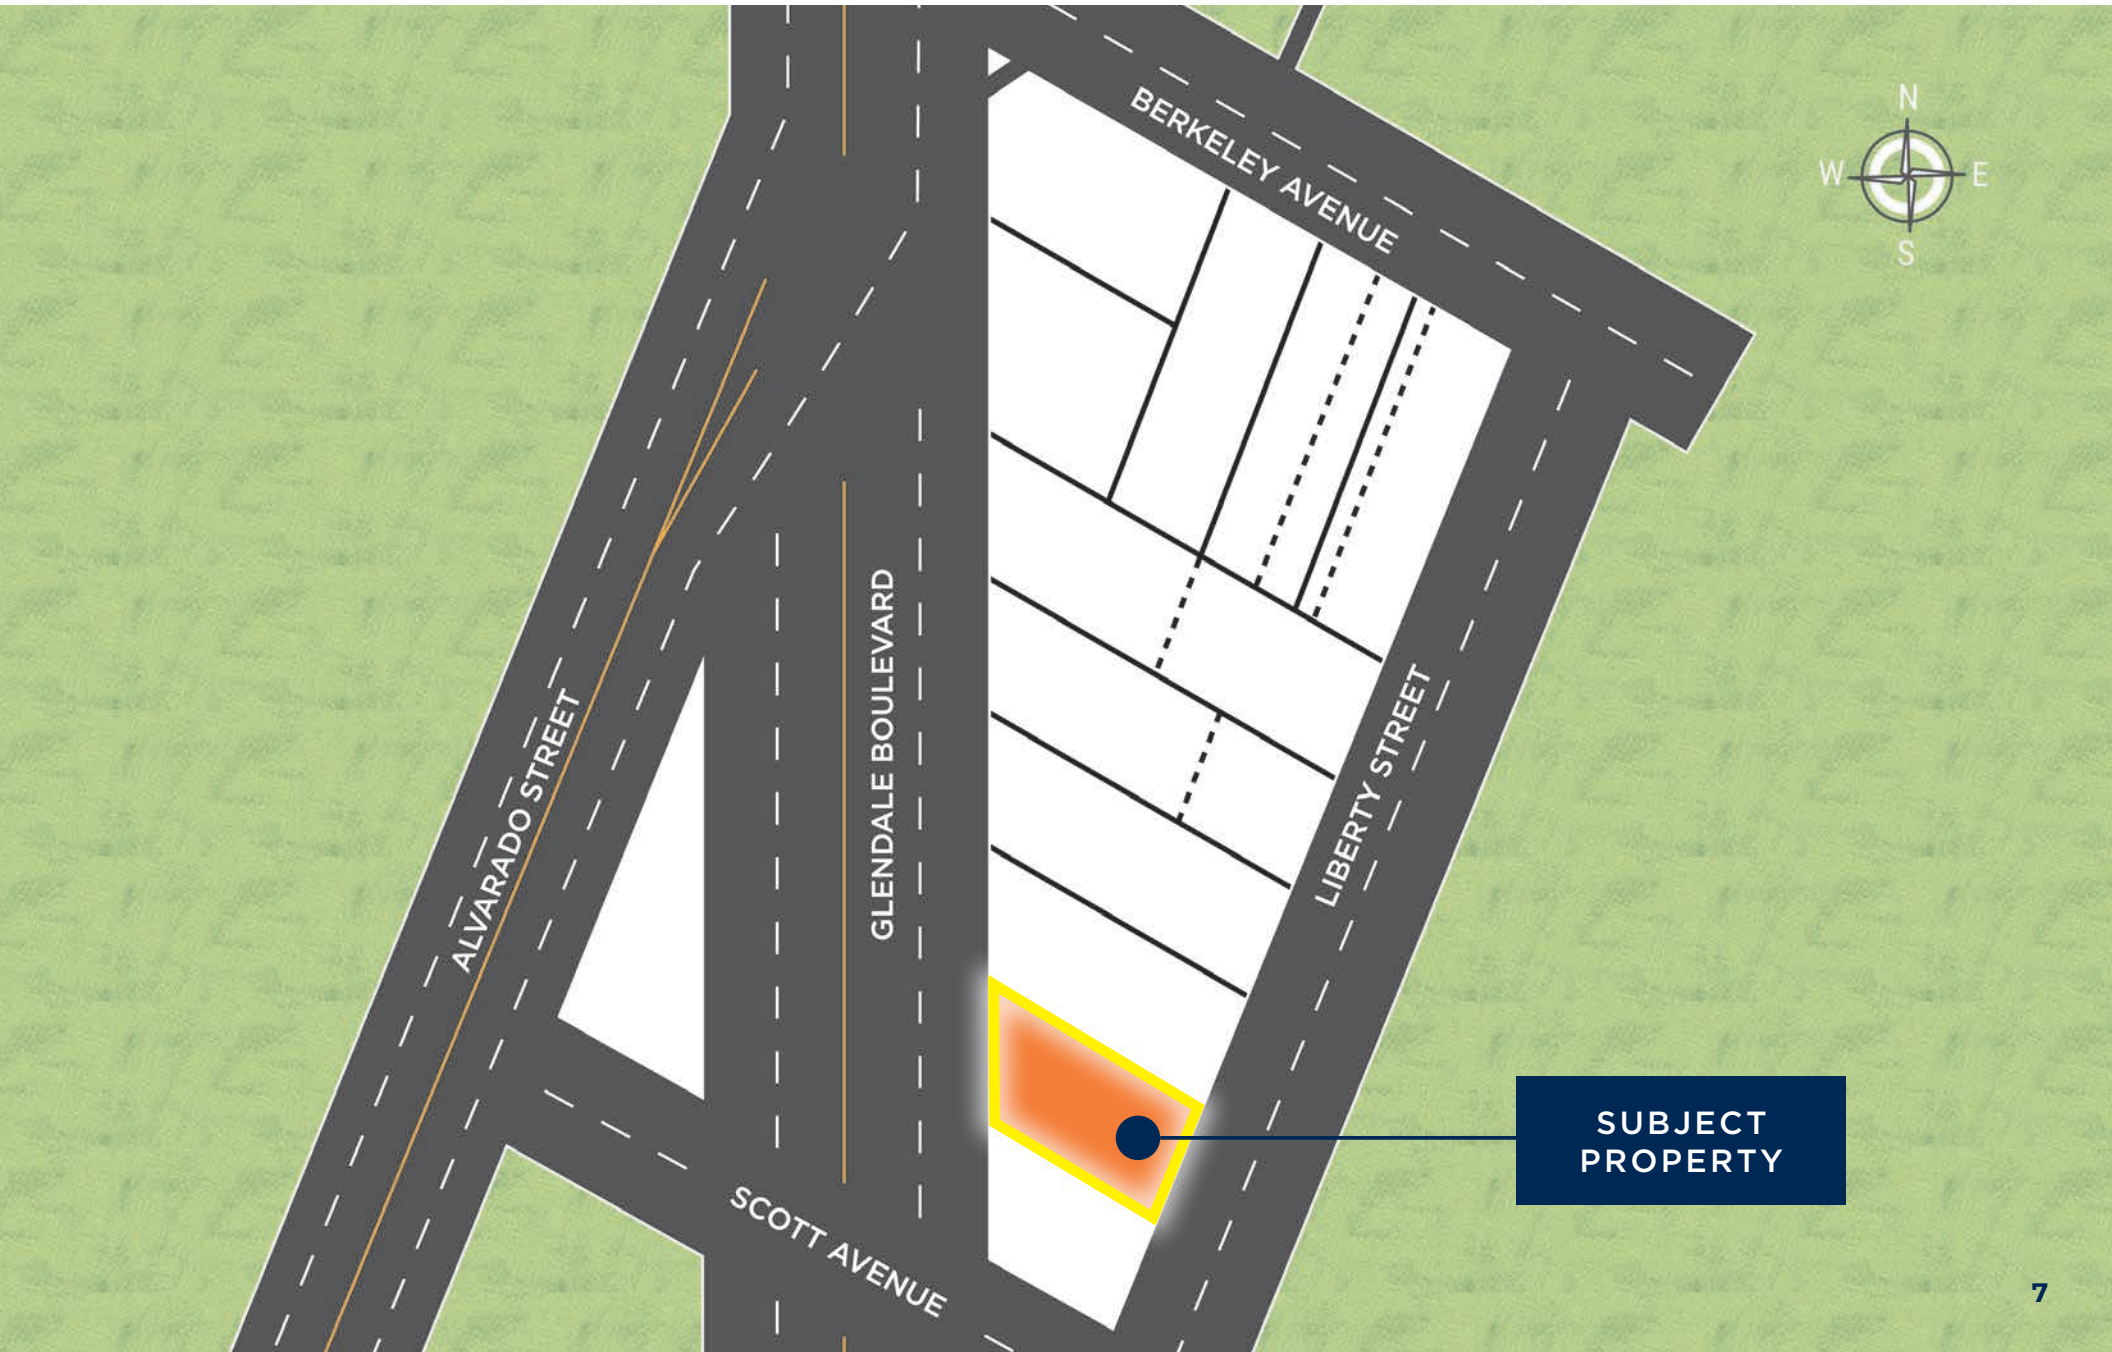 BERKELEY AVENUE
N
W
E
S
GLENDALE BOULEVARD
ALVARADO STREET
LIBERTY STREET
SUBJECT
PROPERTY
SCOTT AVENUE
7